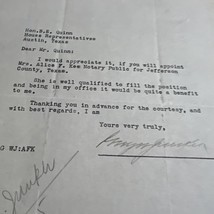 Hon.B.E. Quinn
House Representatives
Austin, Texas
Dear Mr. Quinn:
I would appreciate it, if you will appoint
Mrs. Alice F. Kee Notary Public for Jefferson
County, Texas.
She is well qualified to fill the position
and being in my office it would be quite a benefit
to me.
Thanking you in advance for the courtesy, and
with best regards, I am
Yours very truly,
G WJ:AFK